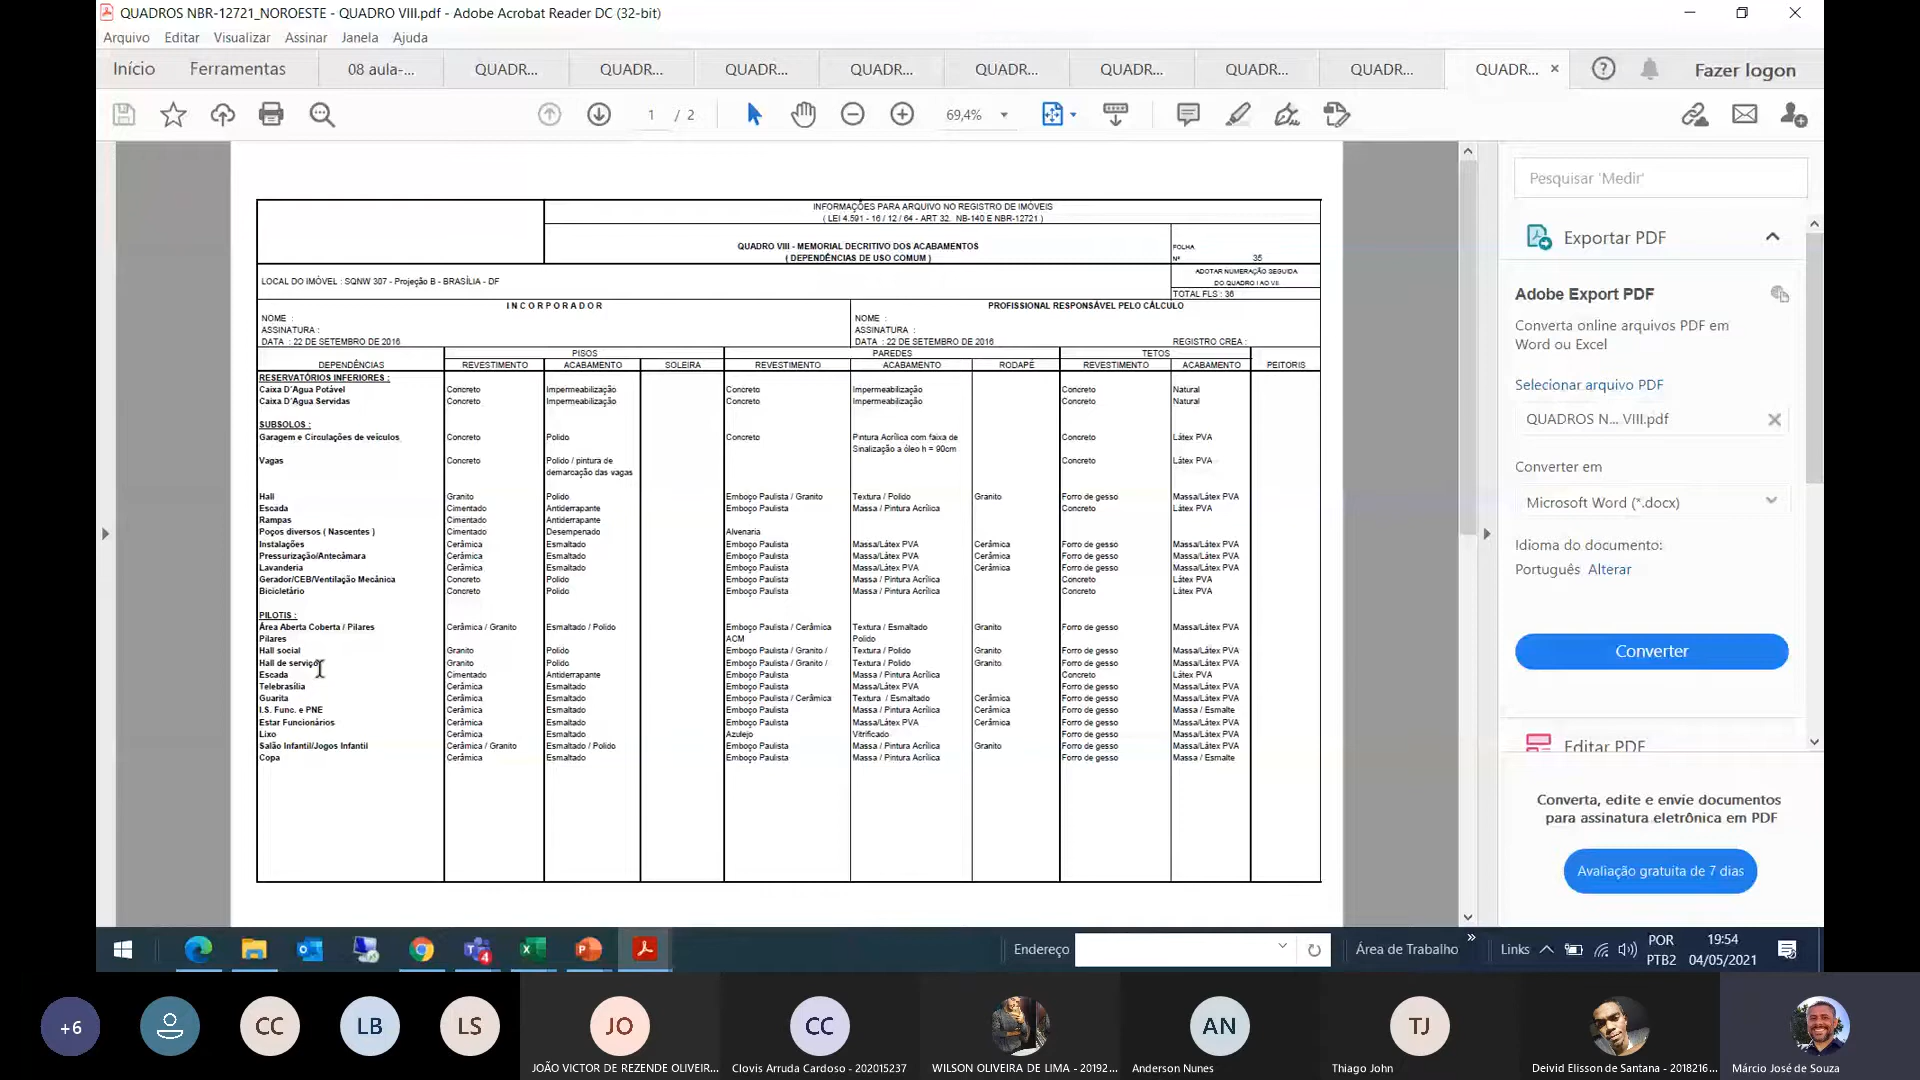 QUADROS NBR-12721_NOROESTE - QUADRO VIII.pdf - Adobe Acrobat Reader DC (32-bit)
Arquivo Editar Visualizar Assinar Janela Ajuda
Início Ferramentas 08 aula-... QUADR... QUADR... QUADR... QUADR... QUADR... QUADR... QUADR... QUADR... QUADR... × Fazer logon
1 / 2 69,4%
INFORMAÇÕES PARA ARQUIVO NO REGISTRO DE IMÓVEIS
( LEI 4.591 - 16 / 12 / 64 - ART 32. NB-140 E NBR-12721 )
QUADRO VIII - MEMORIAL DECRITIVO DOS ACABAMENTOS
( DEPENDÊNCIAS DE USO COMUM )
FOLHA
Nº 35
LOCAL DO IMÓVEL : SQNW 307 - Projeção B - BRASÍLIA - DF
ADOTAR NUMERAÇÃO SEGUIDA
DO QUADRO I AO VII
TOTAL FLS : 36
I N C O R P O R A D O R PROFISSIONAL RESPONSÁVEL PELO CÁLCULO
NOME : NOME :
ASSINATURA : ASSINATURA :
DATA : 22 DE SETEMBRO DE 2016 DATA : 22 DE SETEMBRO DE 2016 REGISTRO CREA :
PISOS PAREDES TETOS
DEPENDÊNCIAS REVESTIMENTO ACABAMENTO SOLEIRA REVESTIMENTO ACABAMENTO RODAPÉ REVESTIMENTO ACABAMENTO PEITORIS
RESERVATÓRIOS INFERIORES :
Caixa D´Agua Potável Concreto Impermeabilização Concreto Impermeabilização Concreto Natural
Caixa D´Agua Servidas Concreto Impermeabilização Concreto Impermeabilização Concreto Natural
SUBSOLOS :
Garagem e Circulações de veículos Concreto Polido Concreto Pintura Acrílica com faixa de Concreto Látex PVA
Sinalização a óleo h = 90cm
Vagas Concreto Polido / pintura de Concreto Látex PVA
demarcação das vagas
Hall Granito Polido Emboço Paulista / Granito Textura / Polido Granito Forro de gesso Massa/Látex PVA
Escada Cimentado Antiderrapante Emboço Paulista Massa / Pintura Acrílica Concreto Látex PVA
Rampas Cimentado Antiderrapante
Poços diversos ( Nascentes ) Cimentado Desempenado Alvenaria
Instalações Cerâmica Esmaltado Emboço Paulista Massa/Látex PVA Cerâmica Forro de gesso Massa/Látex PVA
Pressurização/Antecâmara Cerâmica Esmaltado Emboço Paulista Massa/Látex PVA Cerâmica Forro de gesso Massa/Látex PVA
Lavanderia Cerâmica Esmaltado Emboço Paulista Massa/Látex PVA Cerâmica Forro de gesso Massa/Látex PVA
Gerador/CEB/Ventilação Mecânica Concreto Polido Emboço Paulista Massa / Pintura Acrílica Concreto Látex PVA
Bicicletário Concreto Polido Emboço Paulista Massa / Pintura Acrílica Concreto Látex PVA
PILOTIS :
Área Aberta Coberta / Pilares Cerâmica / Granito Esmaltado / Polido Emboço Paulista / Cerâmica Textura / Esmaltado Granito Forro de gesso Massa/Látex PVA
Pilares ACM Polido
Hall social Granito Polido Emboço Paulista / Granito / Textura / Polido Granito Forro de gesso Massa/Látex PVA
Hall de serviço Granito Polido Emboço Paulista / Granito / Textura / Polido Granito Forro de gesso Massa/Látex PVA
Escada Cimentado Antiderrapante Emboço Paulista Massa / Pintura Acrílica Concreto Látex PVA
Telebrasília Cerâmica Esmaltado Emboço Paulista Massa/Látex PVA Forro de gesso Massa/Látex PVA
Guarita Cerâmica Esmaltado Emboço Paulista / Cerâmica Textura / Esmaltado Cerâmica Forro de gesso Massa/Látex PVA
I.S. Func. e PNE Cerâmica Esmaltado Emboço Paulista Massa / Pintura Acrílica Cerâmica Forro de gesso Massa / Esmalte
Estar Funcionários Cerâmica Esmaltado Emboço Paulista Massa/Látex PVA Cerâmica Forro de gesso Massa/Látex PVA
Lixo Cerâmica Esmaltado Azulejo Vitrificado Forro de gesso Massa/Látex PVA
Salão Infantil/Jogos Infantil Cerâmica / Granito Esmaltado / Polido Emboço Paulista Massa / Pintura Acrílica Granito Forro de gesso Massa/Látex PVA
Copa Cerâmica Esmaltado Emboço Paulista Massa / Pintura Acrílica Forro de gesso Massa / Esmalte
Pesquisar 'Medir'
Exportar PDF
Adobe Export PDF
Converta online arquivos PDF em
Word ou Excel
Selecionar arquivo PDF
QUADROS N... VIII.pdf
Converter em
Microsoft Word (*.docx)
Idioma do documento:
Português Alterar
Converter
Editar PDF
Converta, edite e envie documentos
para assinatura eletrônica em PDF
Avaliação gratuita de 7 dias
4 Endereço Área de Trabalho » Links POR 19:54
PTB2 04/05/2021
+6 CC LB LS JO CC AN TJ
JOÃO VICTOR DE REZENDE OLIVEIR... Clovis Arruda Cardoso - 202015237 WILSON OLIVEIRA DE LIMA - 20192... Anderson Nunes Thiago John Deivid Elisson de Santana - 2018216... Márcio José de Souza